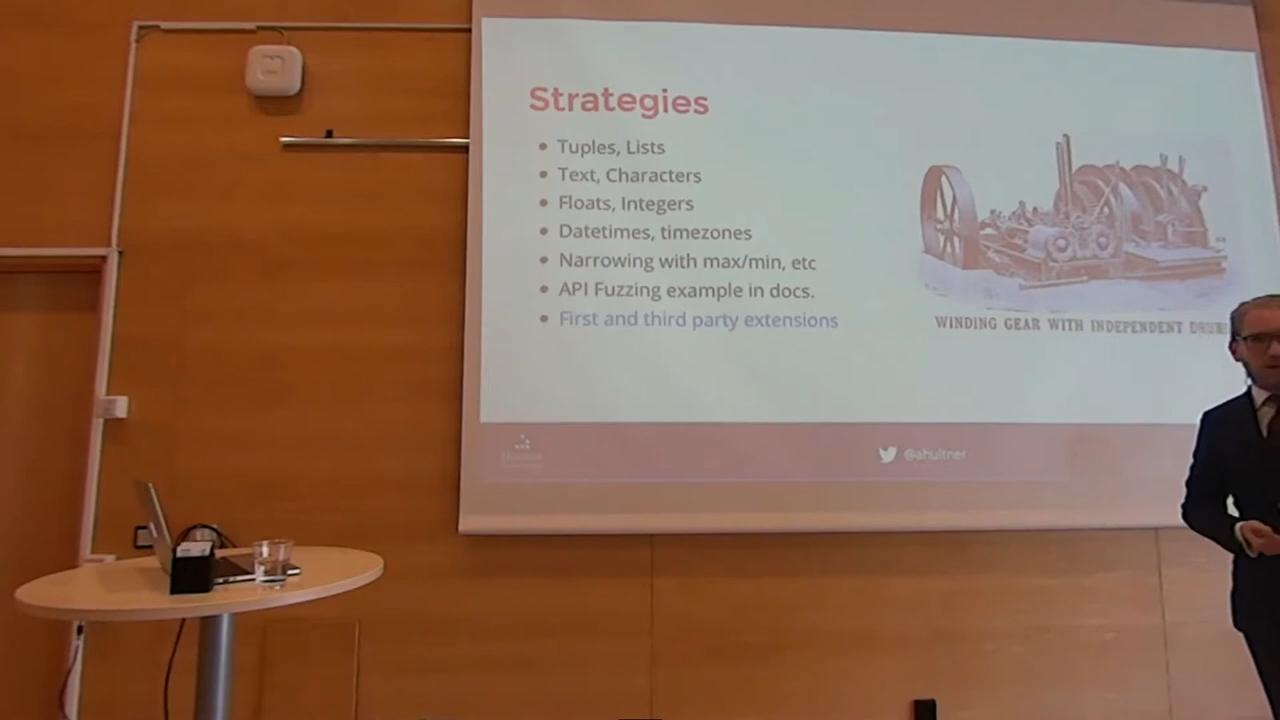 Strategies
Tuples, Lists
Text, Characters
Floats, Integers
Datetimes, timezones
Narrowing with max/min, etc
API Fuzzing example in docs.
First and third party extensions
WINDING GEAR WITH INDEPENDENT
@ahultner